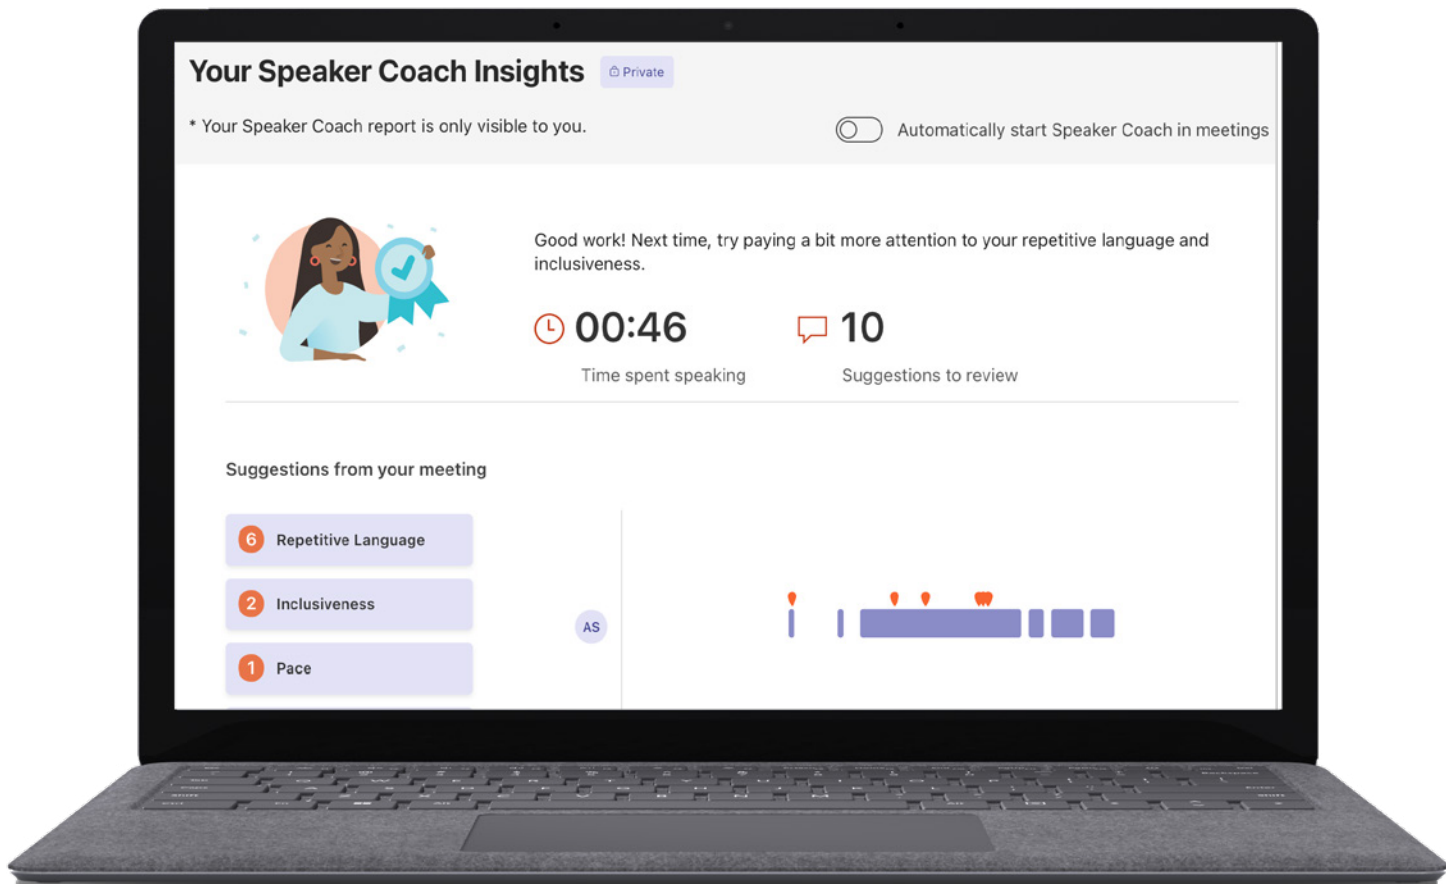 Your Speaker Coach Insights
Private
* Your Speaker Coach report is only visible to you.
Automatically start Speaker Coach in meetings
Good work! Next time, try paying a bit more attention to your repetitive language and
inclusiveness.
00:46
10
Time spent speaking
Suggestions to review
Suggestions from your meeting
6 Repetitive Language
2 Inclusiveness
1 Pace
AS